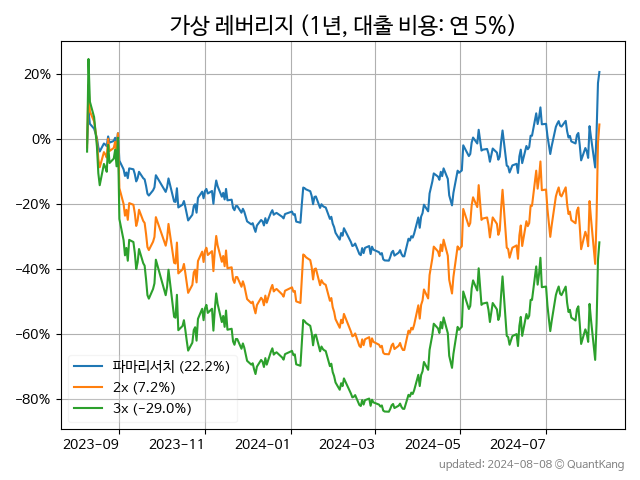 가상 레버리지 (1년, 대출 비용: 연 5%)
20%
0%
−20%
−40%
−60%
−80%
파마리서치 (22.2%)
2x (7.2%)
3x (−29.0%)
2023-09 2023-11 2024-01 2024-03 2024-05 2024-07
updated: 2024-08-08 © QuantKang